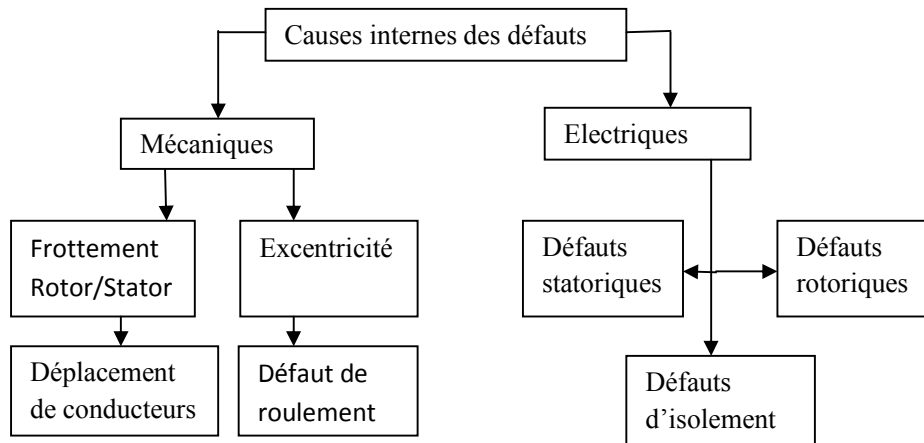 Causes internes des défauts
Mécaniques
Electriques
Frottement
Rotor/Stator
Excentricité
Défauts
statoriques
Défauts
rotoriques
Déplacement
de conducteurs
Défaut de
roulement
Défauts
d’isolement